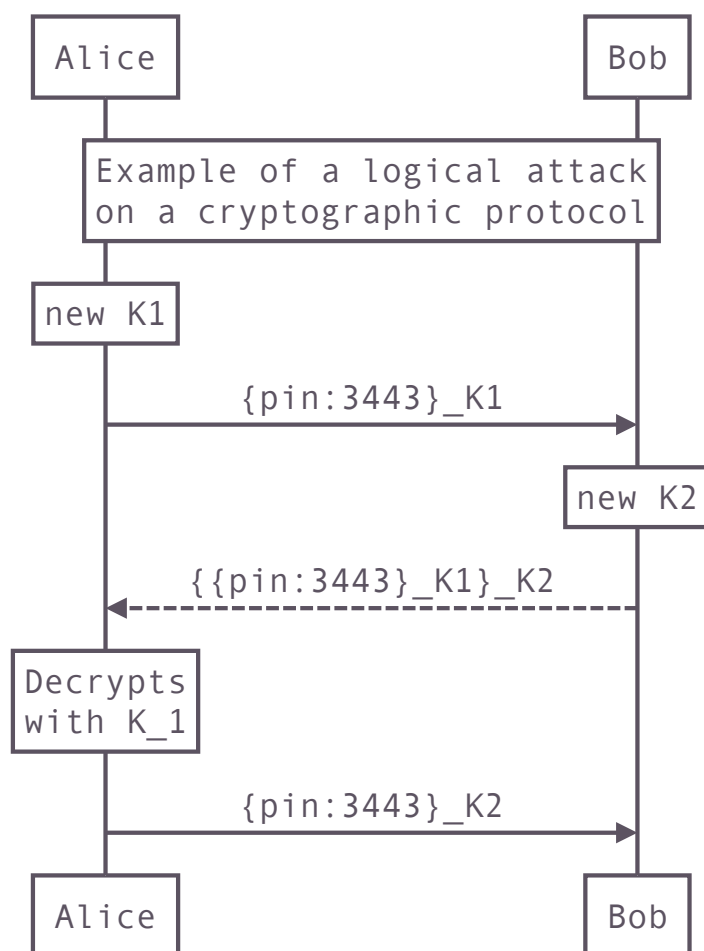 Alice
Bob
Example of a logical attack
on a cryptographic protocol
new K1
{pin:3443}_K1
new K2
{{pin:3443}_K1}_K2
Decrypts
with K_1
{pin:3443}_K2
Alice
Bob